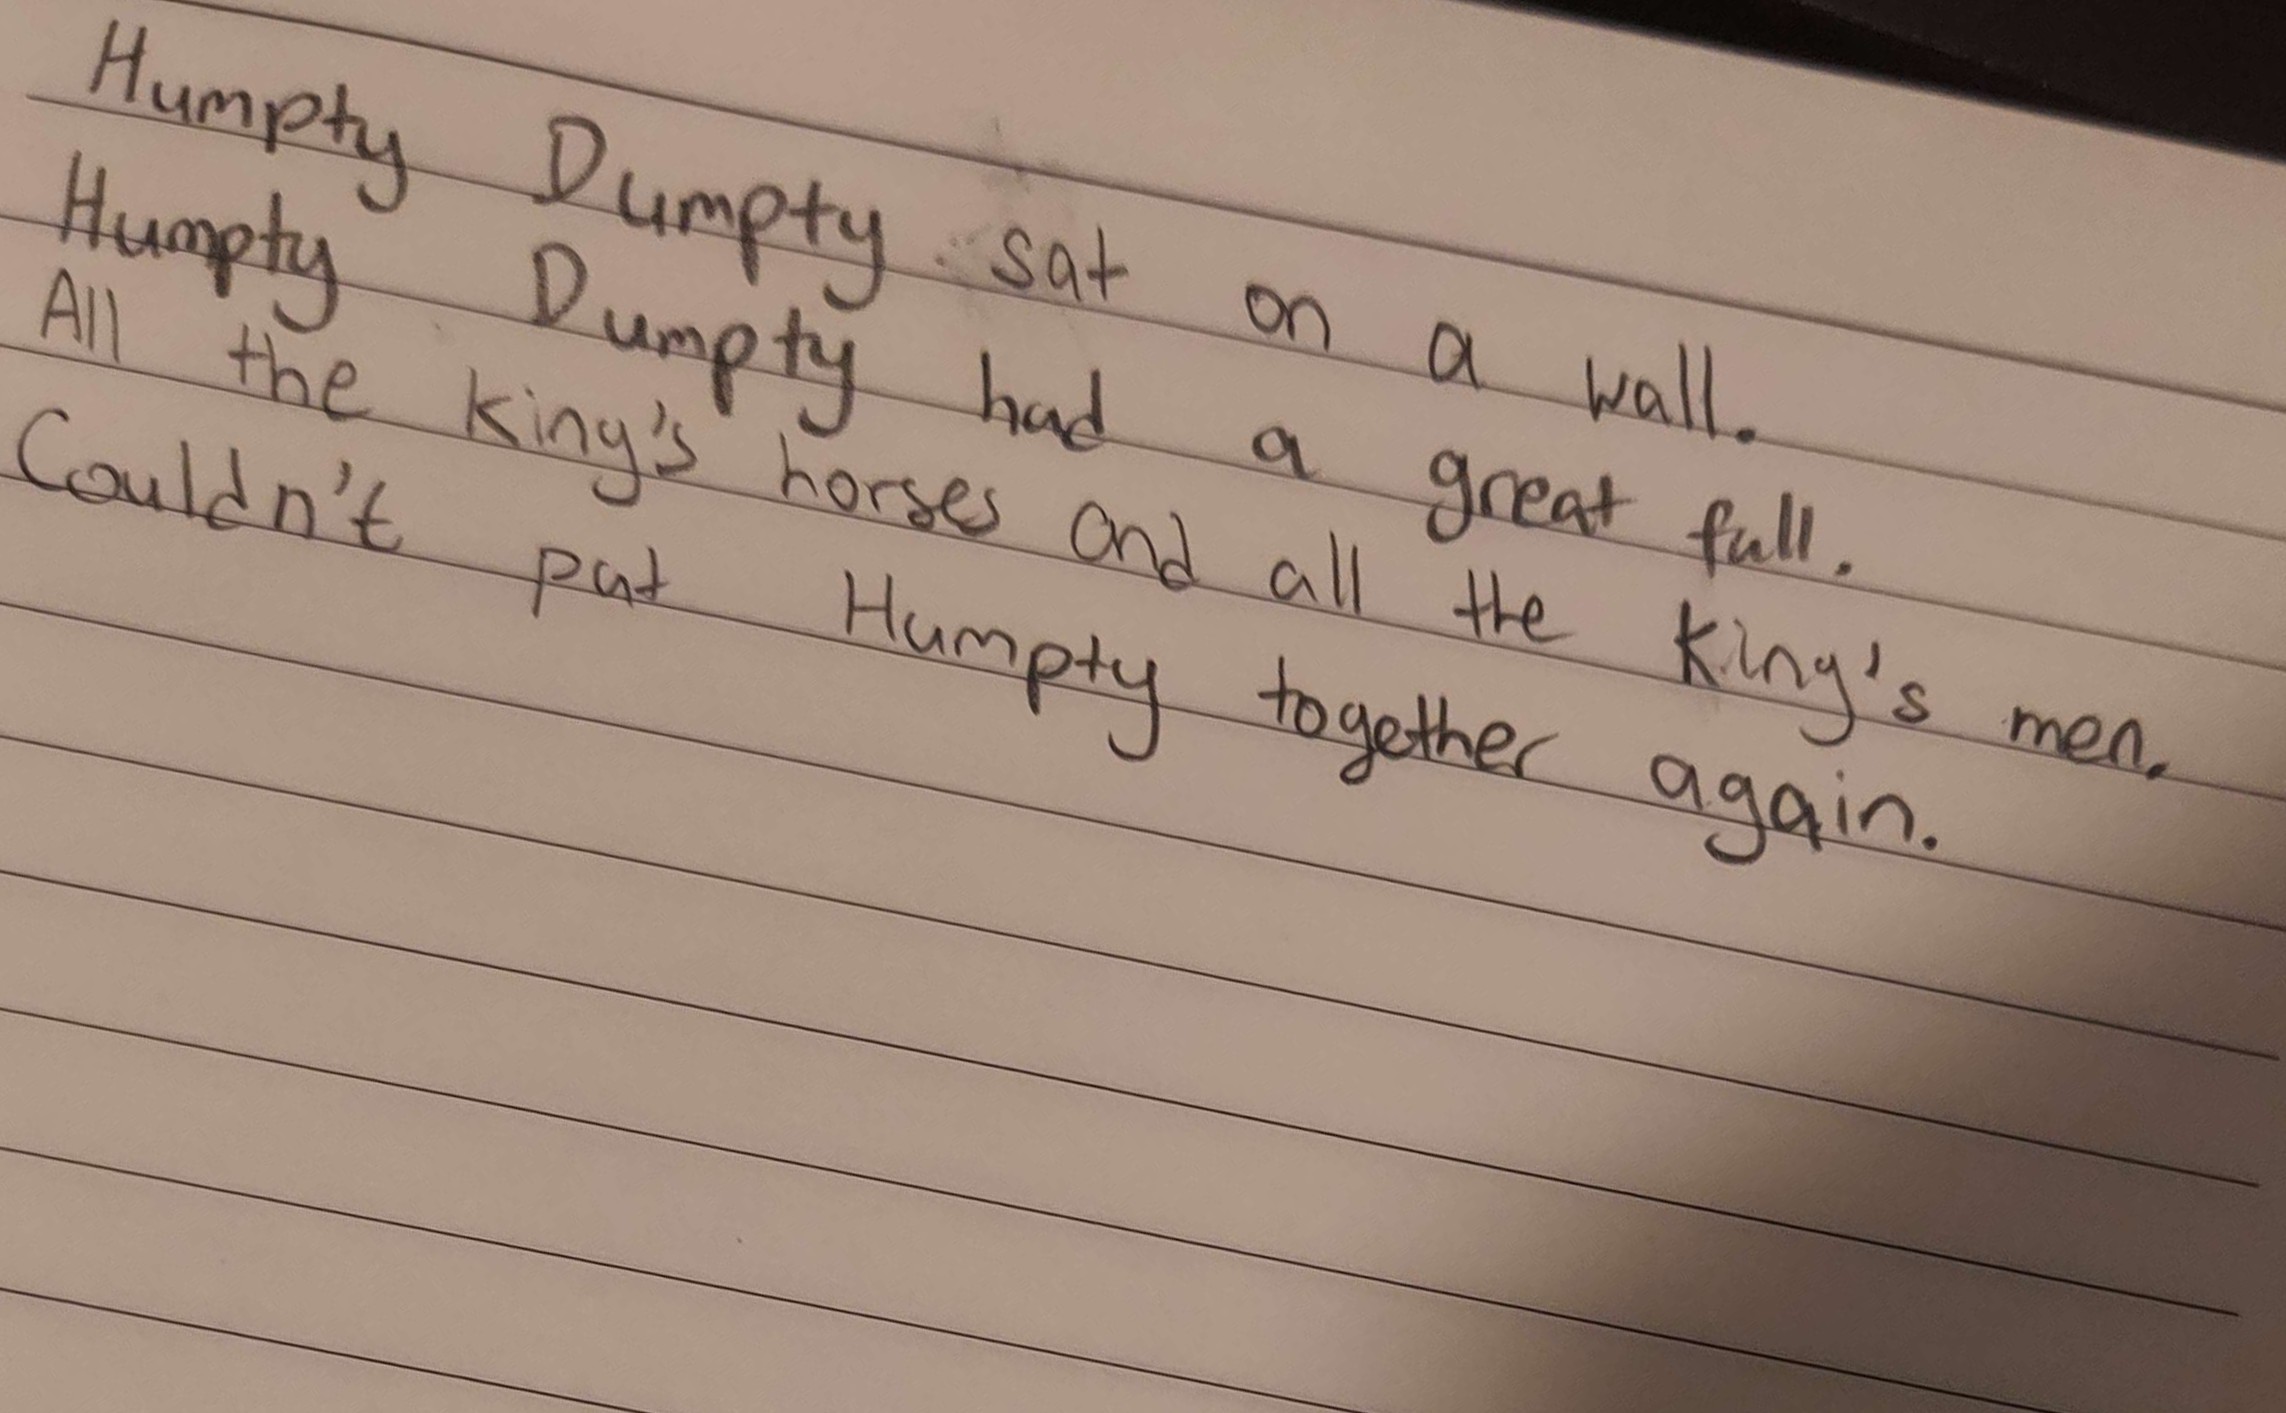 Humpty Dumpty sat on a wall.
Humpty Dumpty had a great fall.
All the king's horses and all the king's men.
Couldn't put Humpty together again.